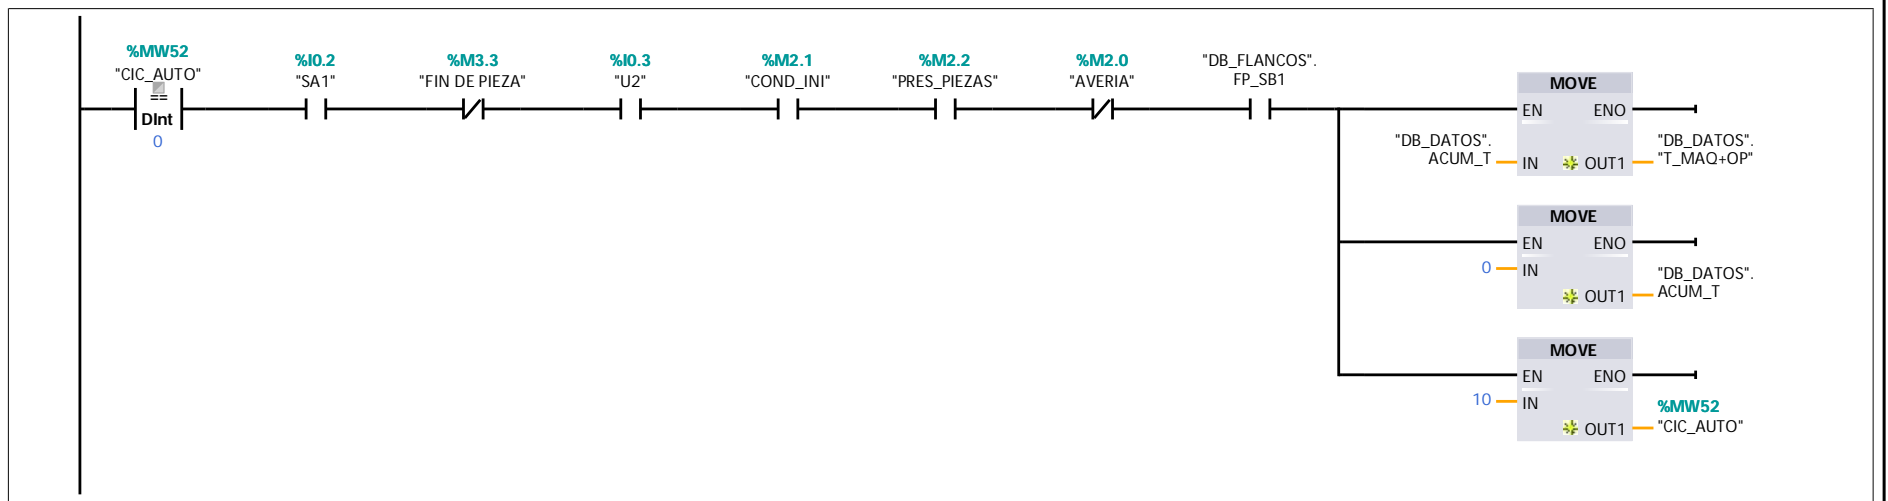 %MW52
"CIC_AUTO"
==
DInt
0
%I0.2
"SA1"
%M3.3
"FIN DE PIEZA"
%I0.3
"U2"
%M2.1
"COND_INI"
%M2.2
"PRES_PIEZAS"
%M2.0
"AVERIA"
"DB_FLANCOS".
FP_SB1
MOVE
EN ENO
"DB_DATOS".
ACUM_T
IN OUT1
"DB_DATOS".
"T_MAQ+OP"
MOVE
EN ENO
0 IN
OUT1
"DB_DATOS".
ACUM_T
MOVE
EN ENO
10 IN
OUT1
%MW52
"CIC_AUTO"